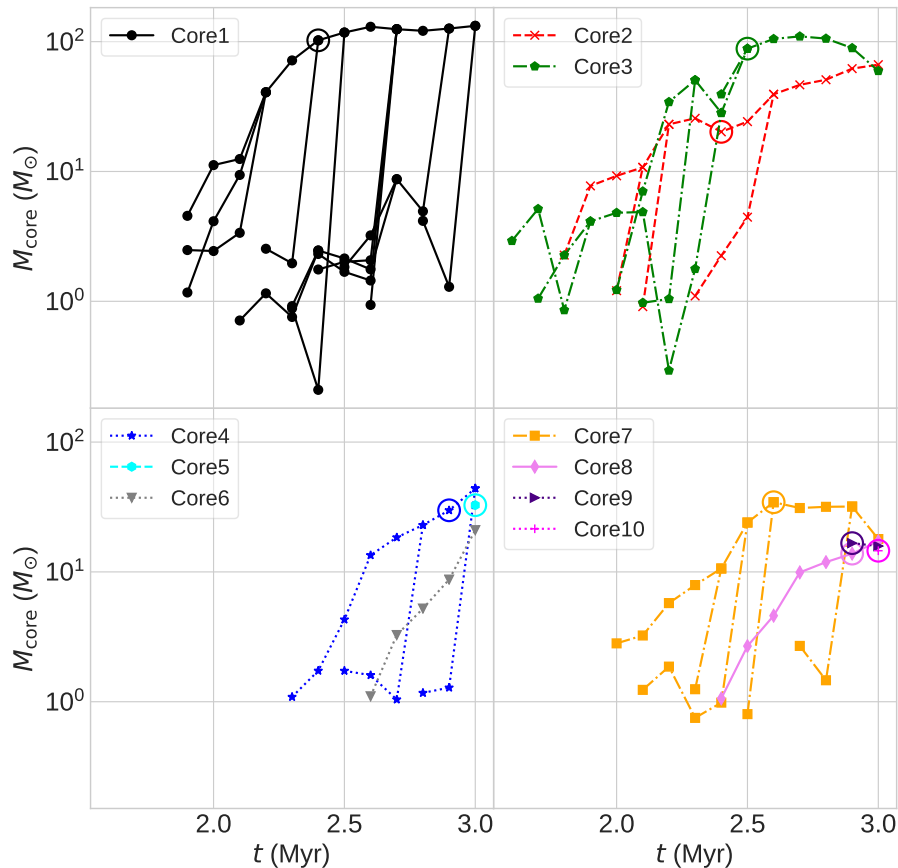 10²
10¹
10⁰
M_core (M_⊙)
Core1
Core2
Core3
10²
10¹
10⁰
M_core (M_⊙)
Core4
Core5
Core6
Core7
Core8
Core9
Core10
2.0 2.5 3.0
t (Myr)
2.0 2.5 3.0
t (Myr)